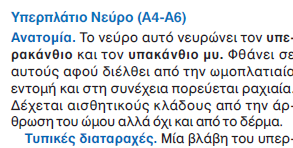 Υπερπλάτιο Νεύρο (Α4-Α6)
Ανατομία. Το νεύρο αυτό νευρώνει τον υπε-
ρακάνθιο και τον υπακάνθιο μυ. Φθάνει σε
αυτούς αφού διέλθει από την ωμοπλατιαίο
εντομή και στη συνέχεια πορεύεται ραχιαία.
Δέχεται αισθητικούς κλάδους από την άρ-
θρωση του ώμου αλλά όχι και από το δέρμα.
Τυπικές διαταραχές. Μία βλάβη του υπερ-